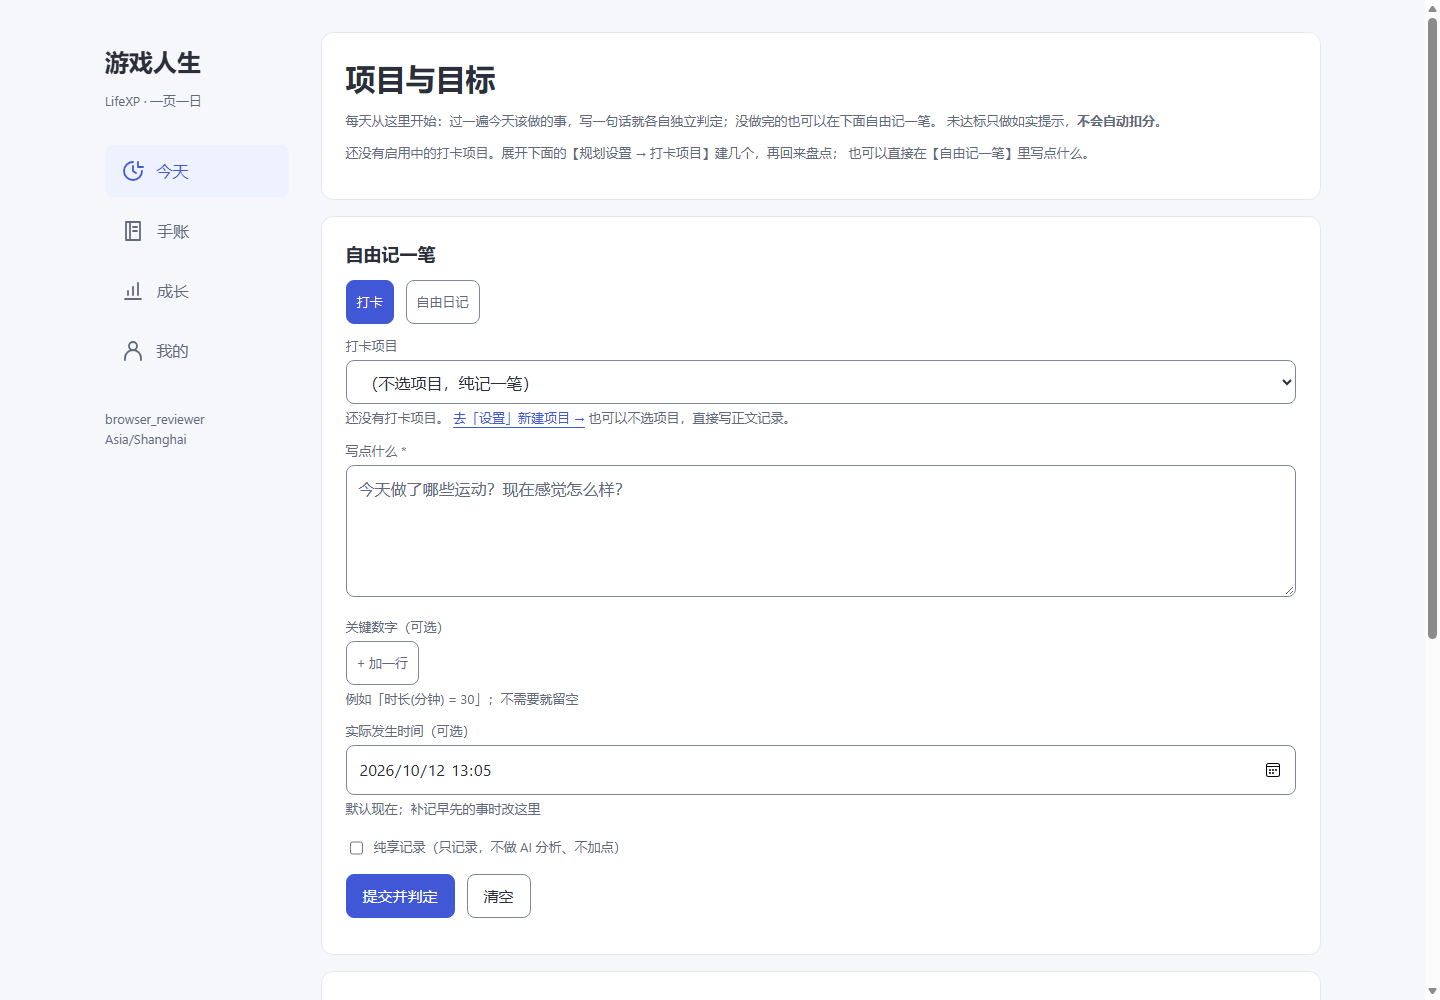 游戏人生
LifeXP · 一页一日
今天
手账
成长
我的
browser_reviewer
Asia/Shanghai
项目与目标
每天从这里开始：过一遍今天该做的事，写一句话就各自独立判定；没做完的也可以在下面自由记一笔。 未达标只做如实提示，不会自动扣分。
还没有启用中的打卡项目。展开下面的【规划设置 → 打卡项目】建几个，再回来盘点； 也可以直接在【自由记一笔】里写点什么。
自由记一笔
打卡
自由日记
打卡项目
（不选项目，纯记一笔）
还没有打卡项目。 去「设置」新建项目 → 也可以不选项目，直接写正文记录。
写点什么 *
今天做了哪些运动？现在感觉怎么样？
关键数字（可选）
+ 加一行
例如「时长(分钟) = 30」；不需要就留空
实际发生时间（可选）
2026/10/12 13:05
默认现在；补记早先的事时改这里
纯享记录（只记录，不做 AI 分析、不加点）
提交并判定
清空